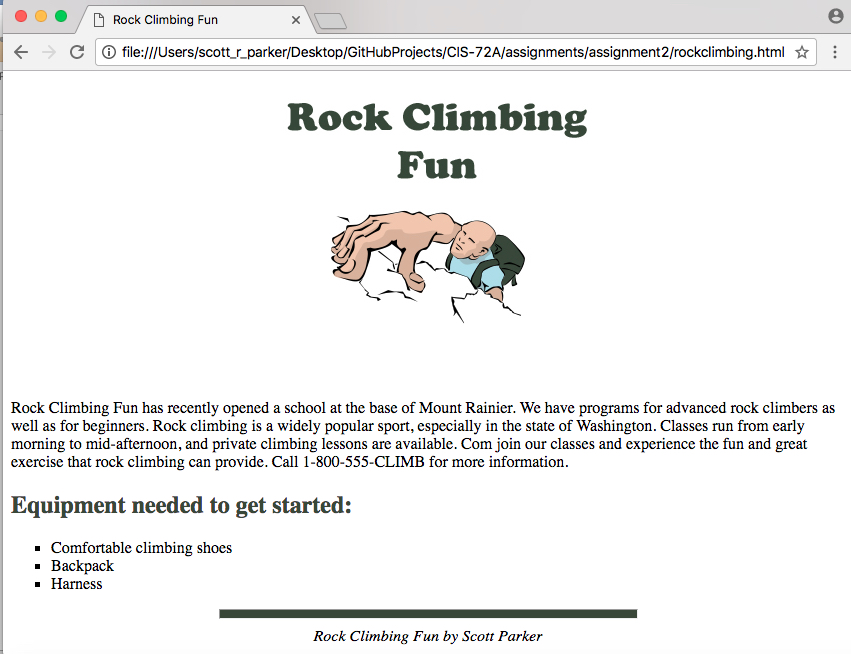 Rock Climbing Fun
file:///Users/scott_r_parker/Desktop/GitHubProjects/CIS-72A/assignments/assignment2/rockclimbing.html
Rock Climbing
Fun
Rock Climbing Fun has recently opened a school at the base of Mount Rainier. We have programs for advanced rock climbers as
well as for beginners. Rock climbing is a widely popular sport, especially in the state of Washington. Classes run from early
morning to mid-afternoon, and private climbing lessons are available. Com join our classes and experience the fun and great
exercise that rock climbing can provide. Call 1-800-555-CLIMB for more information.
Equipment needed to get started:
Comfortable climbing shoes
Backpack
Harness
Rock Climbing Fun by Scott Parker